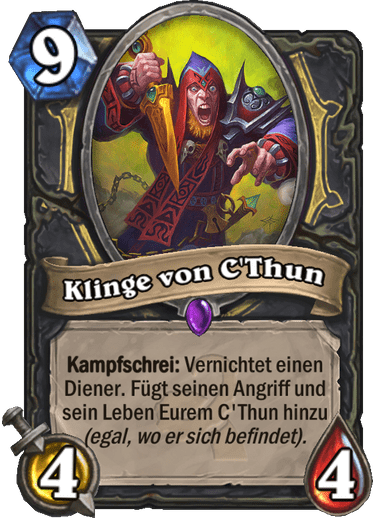 9
Klinge von C'Thun
Kampfschrei: Vernichtet einen
Diener. Fügt seinen Angriff und
sein Leben Eurem C'Thun hinzu
(egal, wo er sich befindet).
4
4